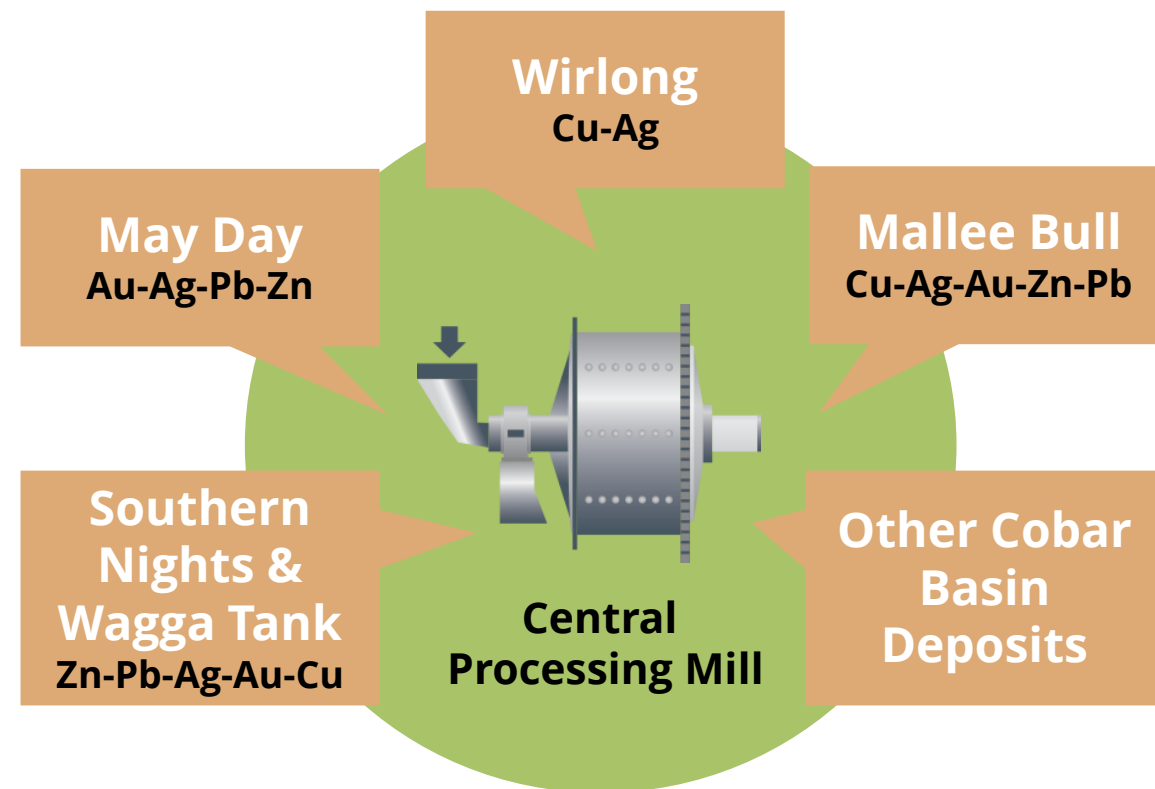 Wirlong
Cu-Ag
May Day
Au-Ag-Pb-Zn
Mallee Bull
Cu-Ag-Au-Zn-Pb
Southern
Nights &
Wagga Tank
Zn-Pb-Ag-Au-Cu
Other Cobar
Basin
Deposits
Central
Processing Mill